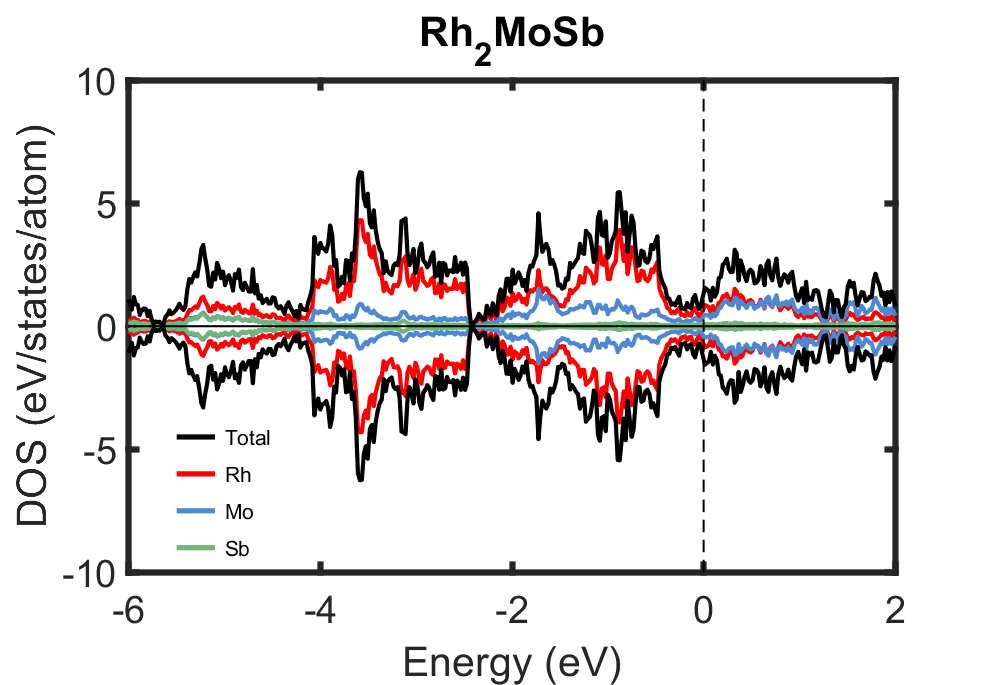 Rh2MoSb
DOS (eV/states/atom)
10
5
0
-5
-10
Total
Rh
Mo
Sb
-6 -4 -2 0 2
Energy (eV)